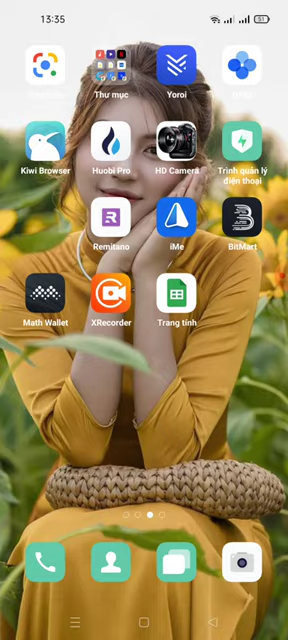 13:35
51
Thư mục
Yoroi
Kiwi Browser
Huobi Pro
HD Camera
Trình quản lý
điện thoại
Remitano
iMe
BitMart
Math Wallet
XRecorder
Trang tính